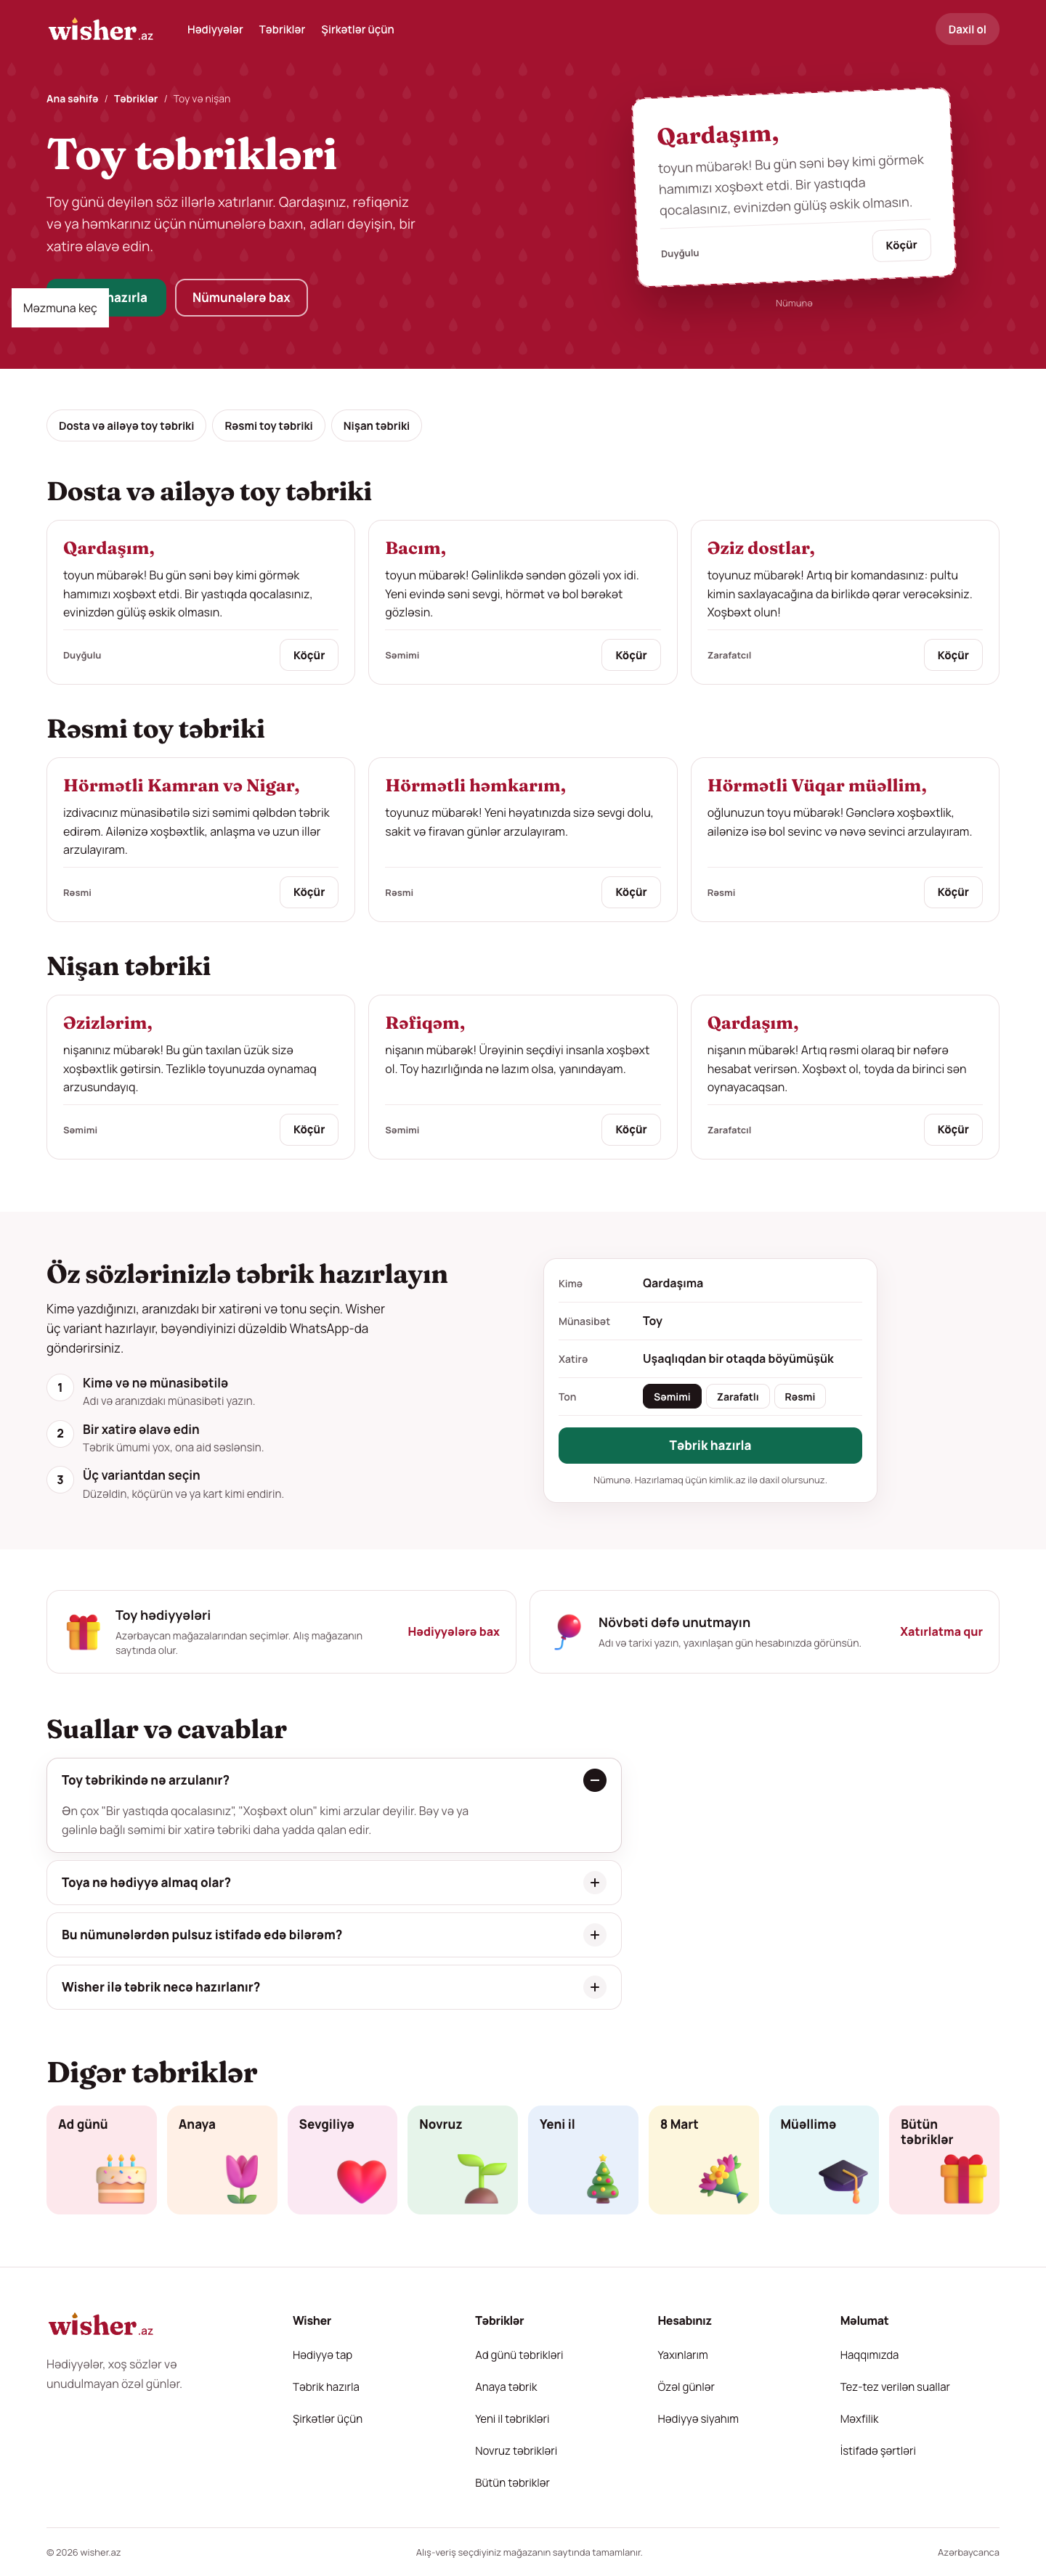 wisher.az
Hədiyyələr
Təbriklər
Şirkətlər üçün
Daxil ol
Ana səhifə / Təbriklər / Toy və nişan
Toy təbrikləri
Toy günü deyilən söz illərlə xatırlanır. Qardaşınız, rəfiqəniz
və ya həmkarınız üçün nümunələrə baxın, adları dəyişin, bir
xatirə əlavə edin.
hazırla
Nümunələrə bax
Məzmuna keç
Qardaşım,
toyun mübarək! Bu gün səni bəy kimi görmək
hamımızı xoşbəxt etdi. Bir yastıqda
qocalasınız, evinizdən gülüş əskik olmasın.
Duyğulu
Köçür
Nümunə
Dosta və ailəyə toy təbriki
Rəsmi toy təbriki
Nişan təbriki
Dosta və ailəyə toy təbriki
Qardaşım,
toyun mübarək! Bu gün səni bəy kimi görmək
hamımızı xoşbəxt etdi. Bir yastıqda qocalasınız,
evinizdən gülüş əskik olmasın.
Duyğulu
Köçür
Bacım,
toyun mübarək! Gəlinlikdə səndən gözəli yox idi.
Yeni evində səni sevgi, hörmət və bol bərəkət
gözləsin.
Səmimi
Köçür
Əziz dostlar,
toyunuz mübarək! Artıq bir komandasınız: pultu
kimin saxlayacağına da birlikdə qərar verəcəksiniz.
Xoşbəxt olun!
Zarafatcıl
Köçür
Rəsmi toy təbriki
Hörmətli Kamran və Nigar,
izdivacınız münasibətilə sizi səmimi qəlbdən təbrik
edirəm. Ailənizə xoşbəxtlik, anlaşma və uzun illər
arzulayıram.
Rəsmi
Köçür
Hörmətli həmkarım,
toyunuz mübarək! Yeni həyatınızda sizə sevgi dolu,
sakit və firavan günlər arzulayıram.
Rəsmi
Köçür
Hörmətli Vüqar müəllim,
oğlunuzun toyu mübarək! Gənclərə xoşbəxtlik,
ailənizə isə bol sevinc və nəvə sevinci arzulayıram.
Rəsmi
Köçür
Nişan təbriki
Əzizlərim,
nişanınız mübarək! Bu gün taxılan üzük sizə
xoşbəxtlik gətirsin. Tezliklə toyunuzda oynamaq
arzusundayıq.
Səmimi
Köçür
Rəfiqəm,
nişanın mübarək! Ürəyinin seçdiyi insanla xoşbəxt
ol. Toy hazırlığında nə lazım olsa, yanındayam.
Səmimi
Köçür
Qardaşım,
nişanın mübarək! Artıq rəsmi olaraq bir nəfərə
hesabat verirsən. Xoşbəxt ol, toyda da birinci sən
oynayacaqsan.
Zarafatcıl
Köçür
Öz sözlərinizlə təbrik hazırlayın
Kimə yazdığınızı, aranızdakı bir xatirəni və tonu seçin. Wisher
üç variant hazırlayır, bəyəndiyinizi düzəldib WhatsApp-da
göndərirsiniz.
1
Kimə və nə münasibətilə
Adı və aranızdakı münasibəti yazın.
2
Bir xatirə əlavə edin
Təbrik ümumi yox, ona aid səslənsin.
3
Üç variantdan seçin
Düzəldin, köçürün və ya kart kimi endirin.
Kimə
Qardaşıma
Münasibət
Toy
Xatirə
Uşaqlıqdan bir otaqda böyümüşük
Ton
Səmimi
Zarafatlı
Rəsmi
Təbrik hazırla
Nümunə. Hazırlamaq üçün kimlik.az ilə daxil olursunuz.
Toy hədiyyələri
Azərbaycan mağazalarından seçimlər. Alış mağazanın
saytında olur.
Hədiyyələrə bax
Növbəti dəfə unutmayın
Adı və tarixi yazın, yaxınlaşan gün hesabınızda görünsün.
Xatırlatma qur
Suallar və cavablar
Toy təbrikində nə arzulanır?
Ən çox "Bir yastıqda qocalasınız", "Xoşbəxt olun" kimi arzular deyilir. Bəy və ya
gəlinlə bağlı səmimi bir xatirə təbriki daha yadda qalan edir.
Toya nə hədiyyə almaq olar?
Bu nümunələrdən pulsuz istifadə edə bilərəm?
Wisher ilə təbrik necə hazırlanır?
Digər təbriklər
Ad günü
Anaya
Sevgiliyə
Novruz
Yeni il
8 Mart
Müəllimə
Bütün
təbriklər
wisher.az
Hədiyyələr, xoş sözlər və
unudulmayan özəl günlər.
Wisher
Hədiyyə tap
Təbrik hazırla
Şirkətlər üçün
Təbriklər
Ad günü təbrikləri
Anaya təbrik
Yeni il təbrikləri
Novruz təbrikləri
Bütün təbriklər
Hesabınız
Yaxınlarım
Özəl günlər
Hədiyyə siyahım
Məlumat
Haqqımızda
Tez-tez verilən suallar
Məxfilik
İstifadə şərtləri
© 2026 wisher.az
Alış-veriş seçdiyiniz mağazanın saytında tamamlanır.
Azərbaycanca